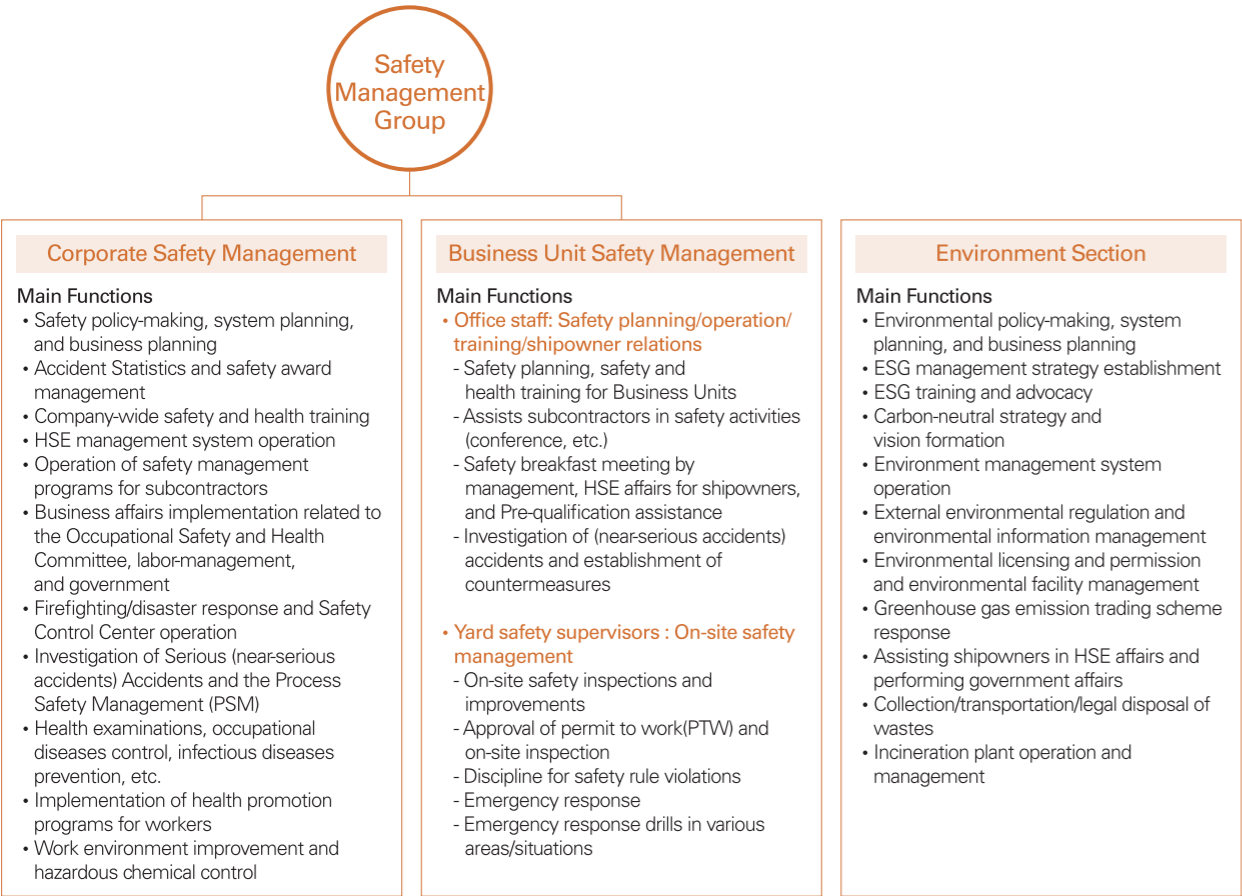 Safety
Management
Group
Corporate Safety Management
Main Functions
• Safety policy-making, system planning,
and business planning
• Accident Statistics and safety award
management
• Company-wide safety and health training
• HSE management system operation
• Operation of safety management
programs for subcontractors
• Business affairs implementation related to
the Occupational Safety and Health
Committee, labor-management,
and government
• Firefighting/disaster response and Safety
Control Center operation
• Investigation of Serious (near-serious
accidents) Accidents and the Process
Safety Management (PSM)
• Health examinations, occupational
diseases control, infectious diseases
prevention, etc.
• Implementation of health promotion
programs for workers
• Work environment improvement and
hazardous chemical control
Business Unit Safety Management
Main Functions
• Office staff: Safety planning/operation/
training/shipowner relations
- Safety planning, safety and
health training for Business Units
- Assists subcontractors in safety activities
(conference, etc.)
- Safety breakfast meeting by
management, HSE affairs for shipowners,
and Pre-qualification assistance
- Investigation of (near-serious accidents)
accidents and establishment of
countermeasures
• Yard safety supervisors : On-site safety
management
- On-site safety inspections and
improvements
- Approval of permit to work(PTW) and
on-site inspection
- Discipline for safety rule violations
- Emergency response
- Emergency response drills in various
areas/situations
Environment Section
Main Functions
• Environmental policy-making, system
planning, and business planning
• ESG management strategy establishment
• ESG training and advocacy
• Carbon-neutral strategy and
vision formation
• Environment management system
operation
• External environmental regulation and
environmental information management
• Environmental licensing and permission
and environmental facility management
• Greenhouse gas emission trading scheme
response
• Assisting shipowners in HSE affairs and
performing government affairs
• Collection/transportation/legal disposal of
wastes
• Incineration plant operation and
management